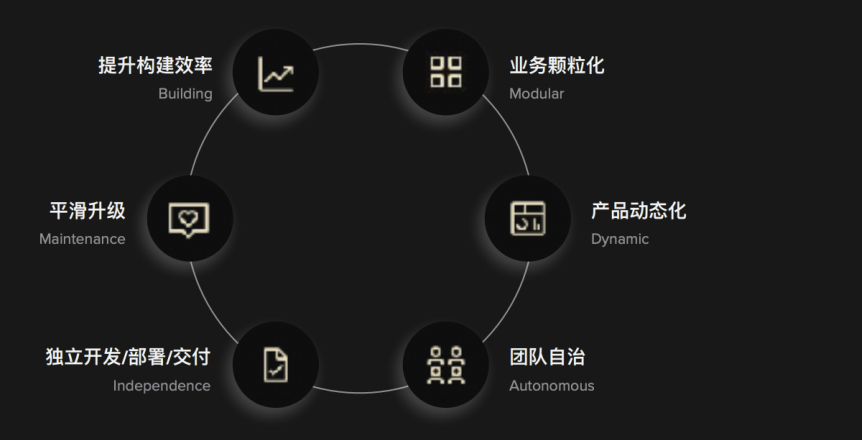 提升构建效率
Building
业务颗粒化
Modular
平滑升级
Maintenance
产品动态化
Dynamic
独立开发/部署/交付
Independence
团队自治
Autonomous